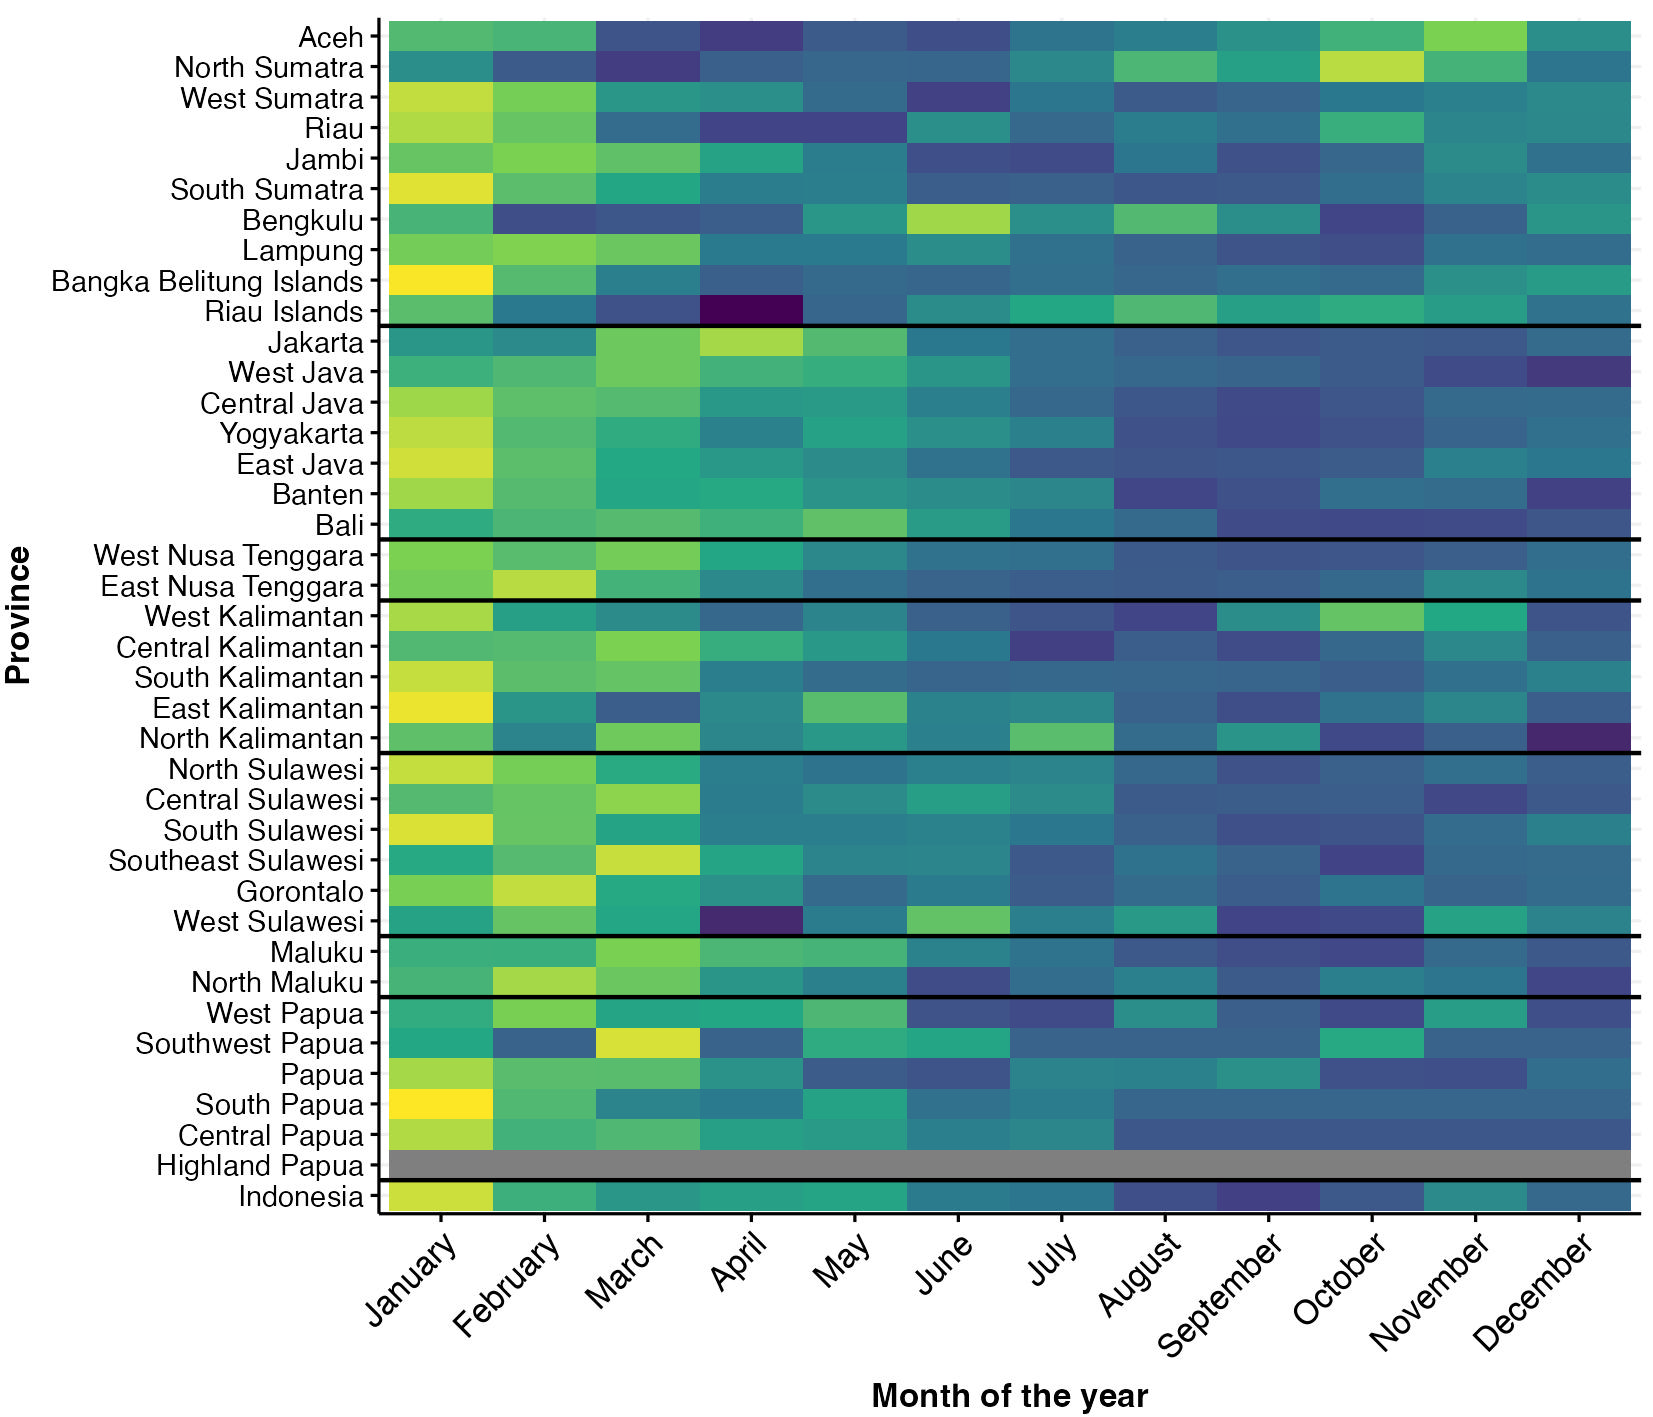 Province
Aceh
North Sumatra
West Sumatra
Riau
Jambi
South Sumatra
Bengkulu
Lampung
Bangka Belitung Islands
Riau Islands
Jakarta
West Java
Central Java
Yogyakarta
East Java
Banten
Bali
West Nusa Tenggara
East Nusa Tenggara
West Kalimantan
Central Kalimantan
South Kalimantan
East Kalimantan
North Kalimantan
North Sulawesi
Central Sulawesi
South Sulawesi
Southeast Sulawesi
Gorontalo
West Sulawesi
Maluku
North Maluku
West Papua
Southwest Papua
Papua
South Papua
Central Papua
Highland Papua
Indonesia
January
February
March
April
May
June
July
August
September
October
November
December
Month of the year